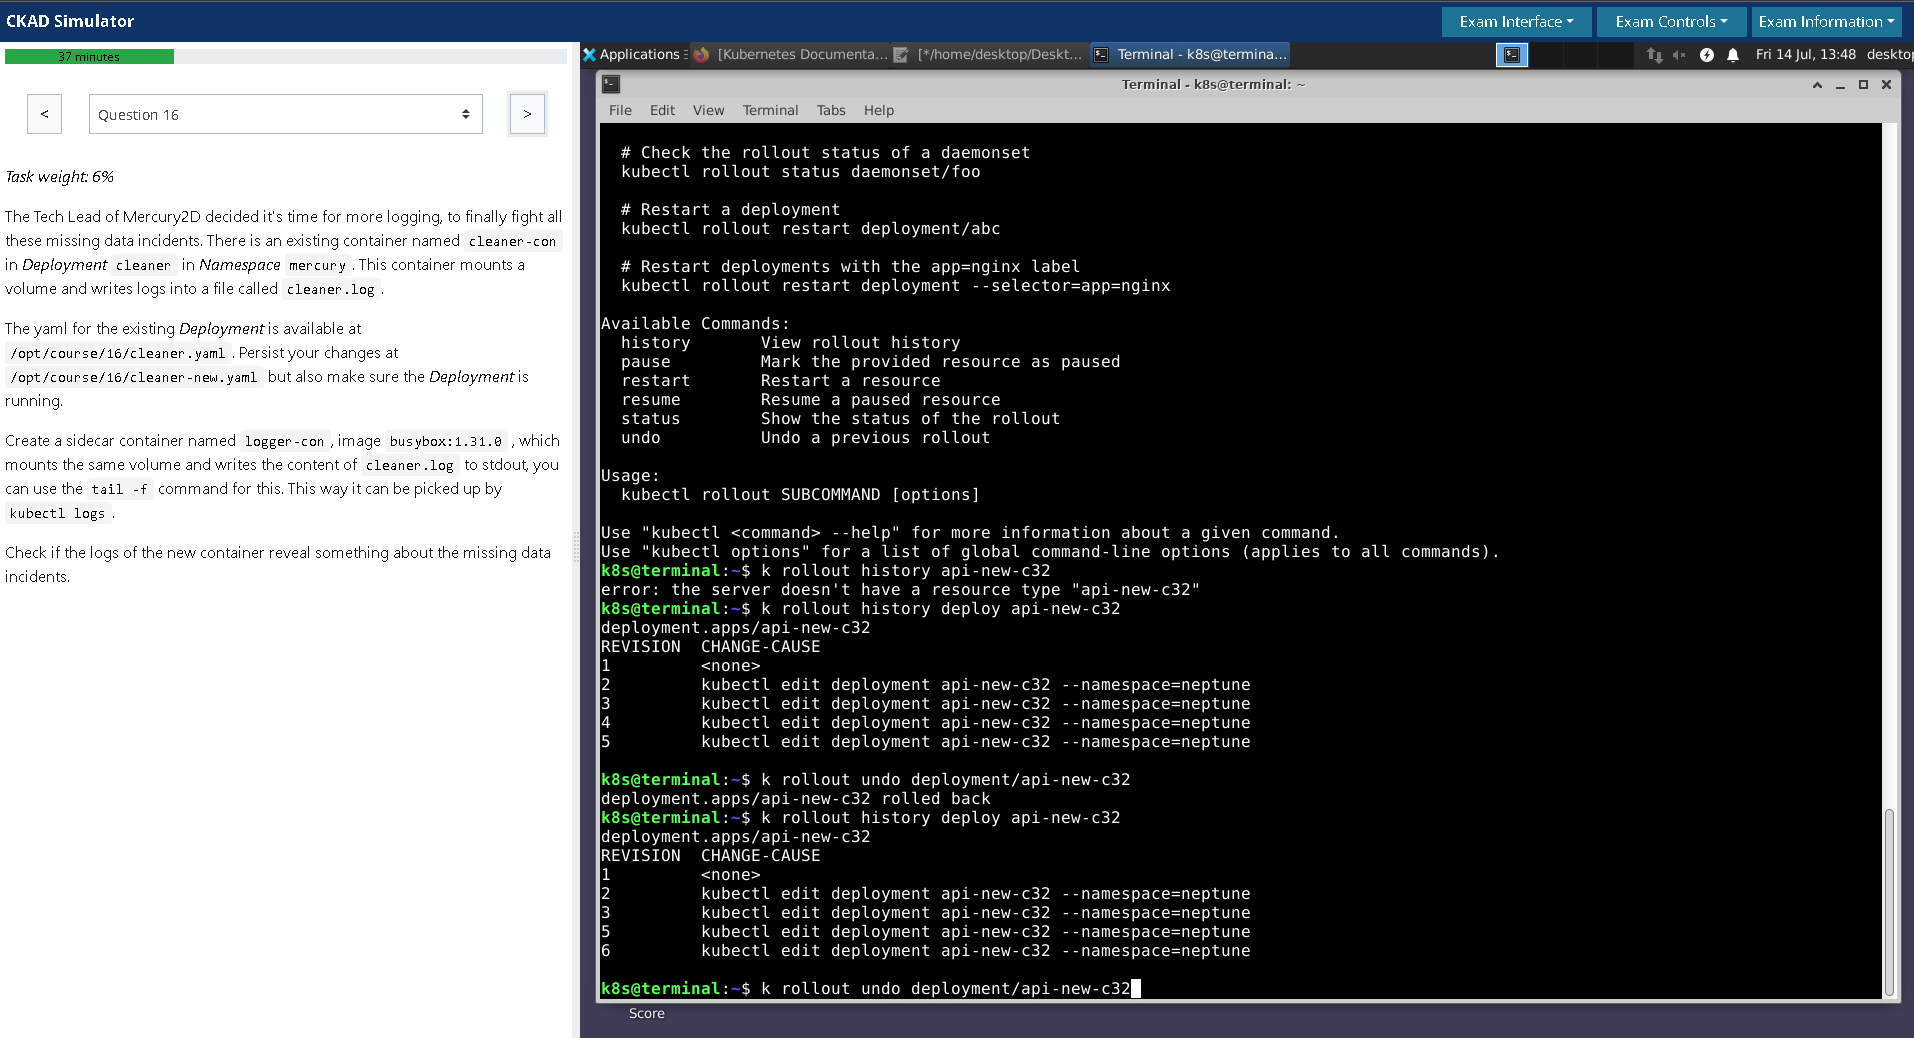 CKAD Simulator
Exam Interface
Exam Controls
Exam Information
37 minutes
<
Question 16
>
Task weight: 6%
The Tech Lead of Mercury2D decided it's time for more logging, to finally fight all
these missing data incidents. There is an existing container named cleaner-con
in Deployment cleaner in Namespace mercury . This container mounts a
volume and writes logs into a file called cleaner.log .
The yaml for the existing Deployment is available at
/opt/course/16/cleaner.yaml . Persist your changes at
/opt/course/16/cleaner-new.yaml but also make sure the Deployment is
running.
Create a sidecar container named logger-con , image busybox:1.31.0 , which
mounts the same volume and writes the content of cleaner.log to stdout, you
can use the tail -f command for this. This way it can be picked up by
kubectl logs .
Check if the logs of the new container reveal something about the missing data
incidents.
Applications
[Kubernetes Documenta...
[*/home/desktop/Deskt...
Terminal - k8s@termina...
Fri 14 Jul, 13:48
desktop
Terminal - k8s@terminal: ~
File Edit View Terminal Tabs Help
# Check the rollout status of a daemonset
kubectl rollout status daemonset/foo
# Restart a deployment
kubectl rollout restart deployment/abc
# Restart deployments with the app=nginx label
kubectl rollout restart deployment --selector=app=nginx
Available Commands:
history View rollout history
pause Mark the provided resource as paused
restart Restart a resource
resume Resume a paused resource
status Show the status of the rollout
undo Undo a previous rollout
Usage:
kubectl rollout SUBCOMMAND [options]
Use "kubectl <command> --help" for more information about a given command.
Use "kubectl options" for a list of global command-line options (applies to all commands).
k8s@terminal:~$ k rollout history api-new-c32
error: the server doesn't have a resource type "api-new-c32"
k8s@terminal:~$ k rollout history deploy api-new-c32
deployment.apps/api-new-c32
REVISION CHANGE-CAUSE
1 <none>
2 kubectl edit deployment api-new-c32 --namespace=neptune
3 kubectl edit deployment api-new-c32 --namespace=neptune
4 kubectl edit deployment api-new-c32 --namespace=neptune
5 kubectl edit deployment api-new-c32 --namespace=neptune
k8s@terminal:~$ k rollout undo deployment/api-new-c32
deployment.apps/api-new-c32 rolled back
k8s@terminal:~$ k rollout history deploy api-new-c32
deployment.apps/api-new-c32
REVISION CHANGE-CAUSE
1 <none>
2 kubectl edit deployment api-new-c32 --namespace=neptune
3 kubectl edit deployment api-new-c32 --namespace=neptune
5 kubectl edit deployment api-new-c32 --namespace=neptune
6 kubectl edit deployment api-new-c32 --namespace=neptune
k8s@terminal:~$ k rollout undo deployment/api-new-c32
Score